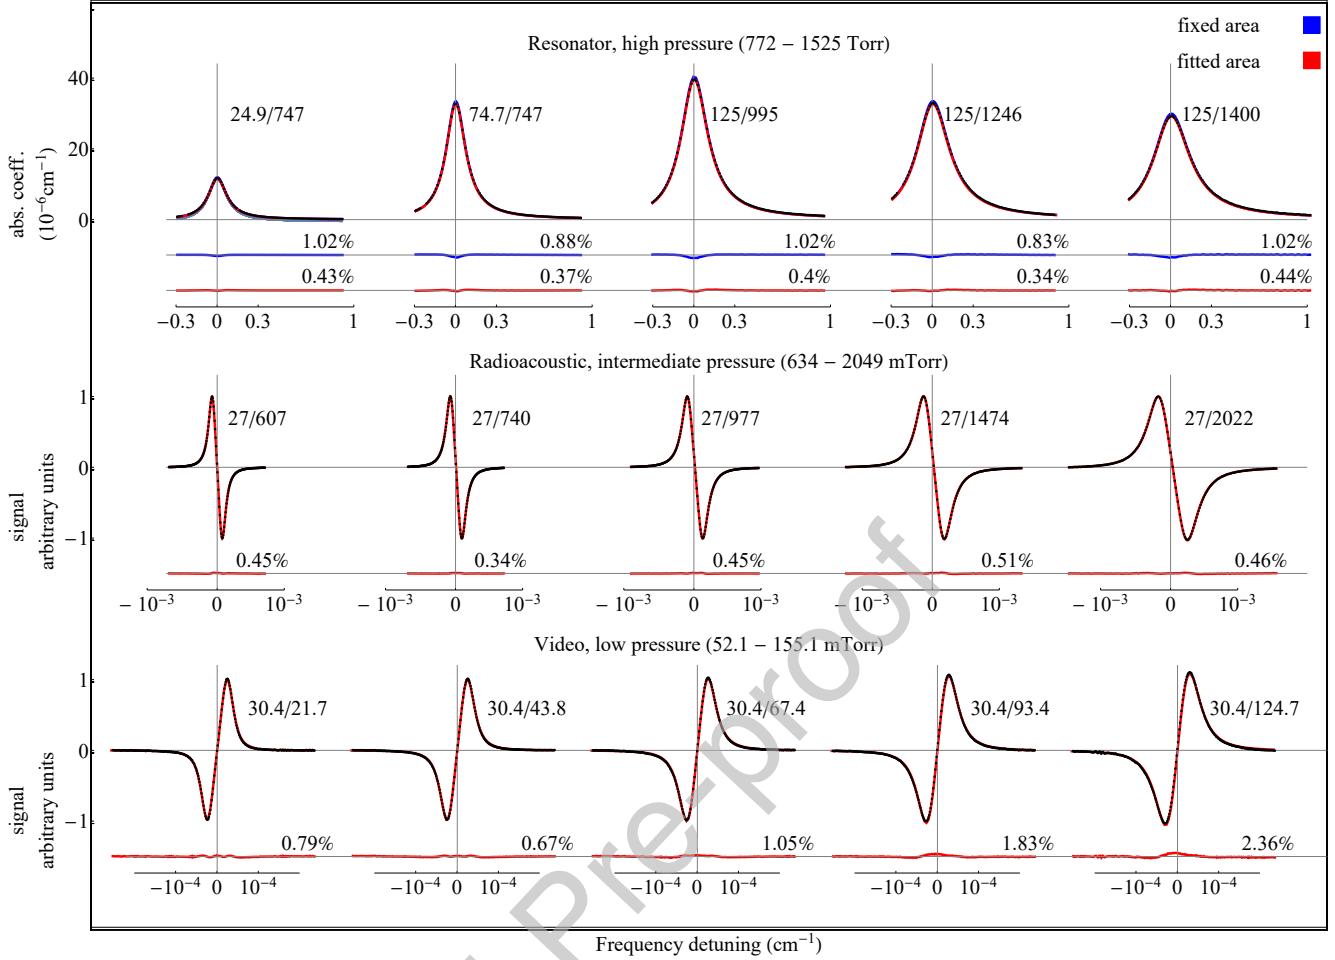 fixed area
Resonator, high pressure (772 − 1525 Torr)
fitted area
40
20
0
abs. coeff.
(10⁻⁶cm⁻¹)
24.9/747
74.7/747
125/995
125/1246
125/1400
1.02%
0.88%
1.02%
0.83%
1.02%
0.43%
0.37%
0.4%
0.34%
0.44%
−0.3 0 0.3 1
−0.3 0 0.3 1
−0.3 0 0.3 1
−0.3 0 0.3 1
−0.3 0 0.3 1
Radioacoustic, intermediate pressure (634 − 2049 mTorr)
1
0
−1
signal
arbitrary units
27/607
27/740
27/977
27/1474
27/2022
0.45%
0.34%
0.45%
0.51%
0.46%
− 10⁻³ 0 10⁻³
− 10⁻³ 0 10⁻³
− 10⁻³ 0 10⁻³
− 10⁻³ 0 10⁻³
− 10⁻³ 0 10⁻³
Video, low pressure (52.1 − 155.1 mTorr)
1
0
−1
signal
arbitrary units
30.4/21.7
30.4/43.8
30.4/67.4
30.4/93.4
30.4/124.7
0.79%
0.67%
1.05%
1.83%
2.36%
−10⁻⁴ 0 10⁻⁴
−10⁻⁴ 0 10⁻⁴
−10⁻⁴ 0 10⁻⁴
−10⁻⁴ 0 10⁻⁴
−10⁻⁴ 0 10⁻⁴
Frequency detuning (cm⁻¹)
Pre-proof